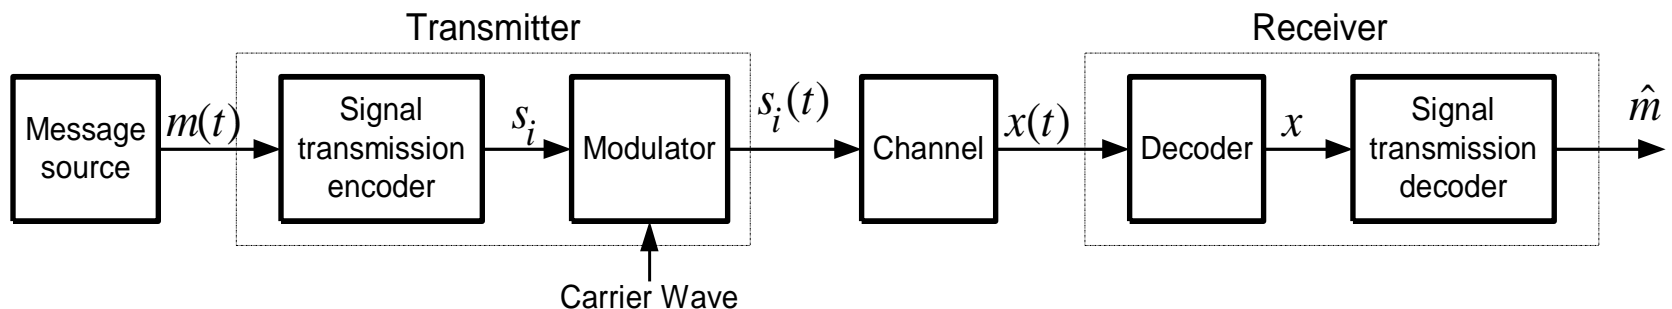 Transmitter
Receiver
Message
source
m(t)
Signal
transmission
encoder
s_i
Modulator
s_i(t)
Channel
x(t)
Decoder
x
Signal
transmission
decoder
m̂
Carrier Wave